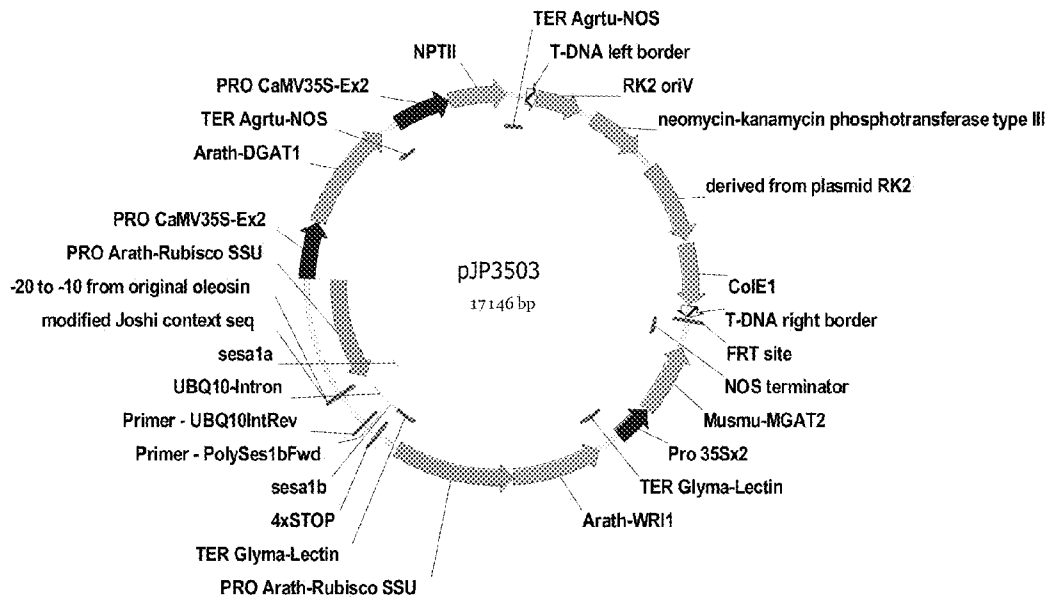 TER Agrtu-NOS
NPTII
T-DNA left border
PRO CaMV35S-Ex2
RK2 oriV
TER Agrtu-NOS
neomycin-kanamycin phosphotransferase type III
Arath-DGAT1
derived from plasmid RK2
PRO CaMV35S-Ex2
PRO Arath-Rubisco SSU
pJP3503
-20 to -10 from original oleosin
17146 bp
ColE1
modified Joshi context seq
T-DNA right border
sesa1a
FRT site
UBQ10-Intron
NOS terminator
Primer - UBQ10IntRev
Musmu-MGAT2
Primer - PolySes1bFwd
Pro 35Sx2
sesa1b
TER Glyma-Lectin
4xSTOP
Arath-WRI1
TER Glyma-Lectin
PRO Arath-Rubisco SSU